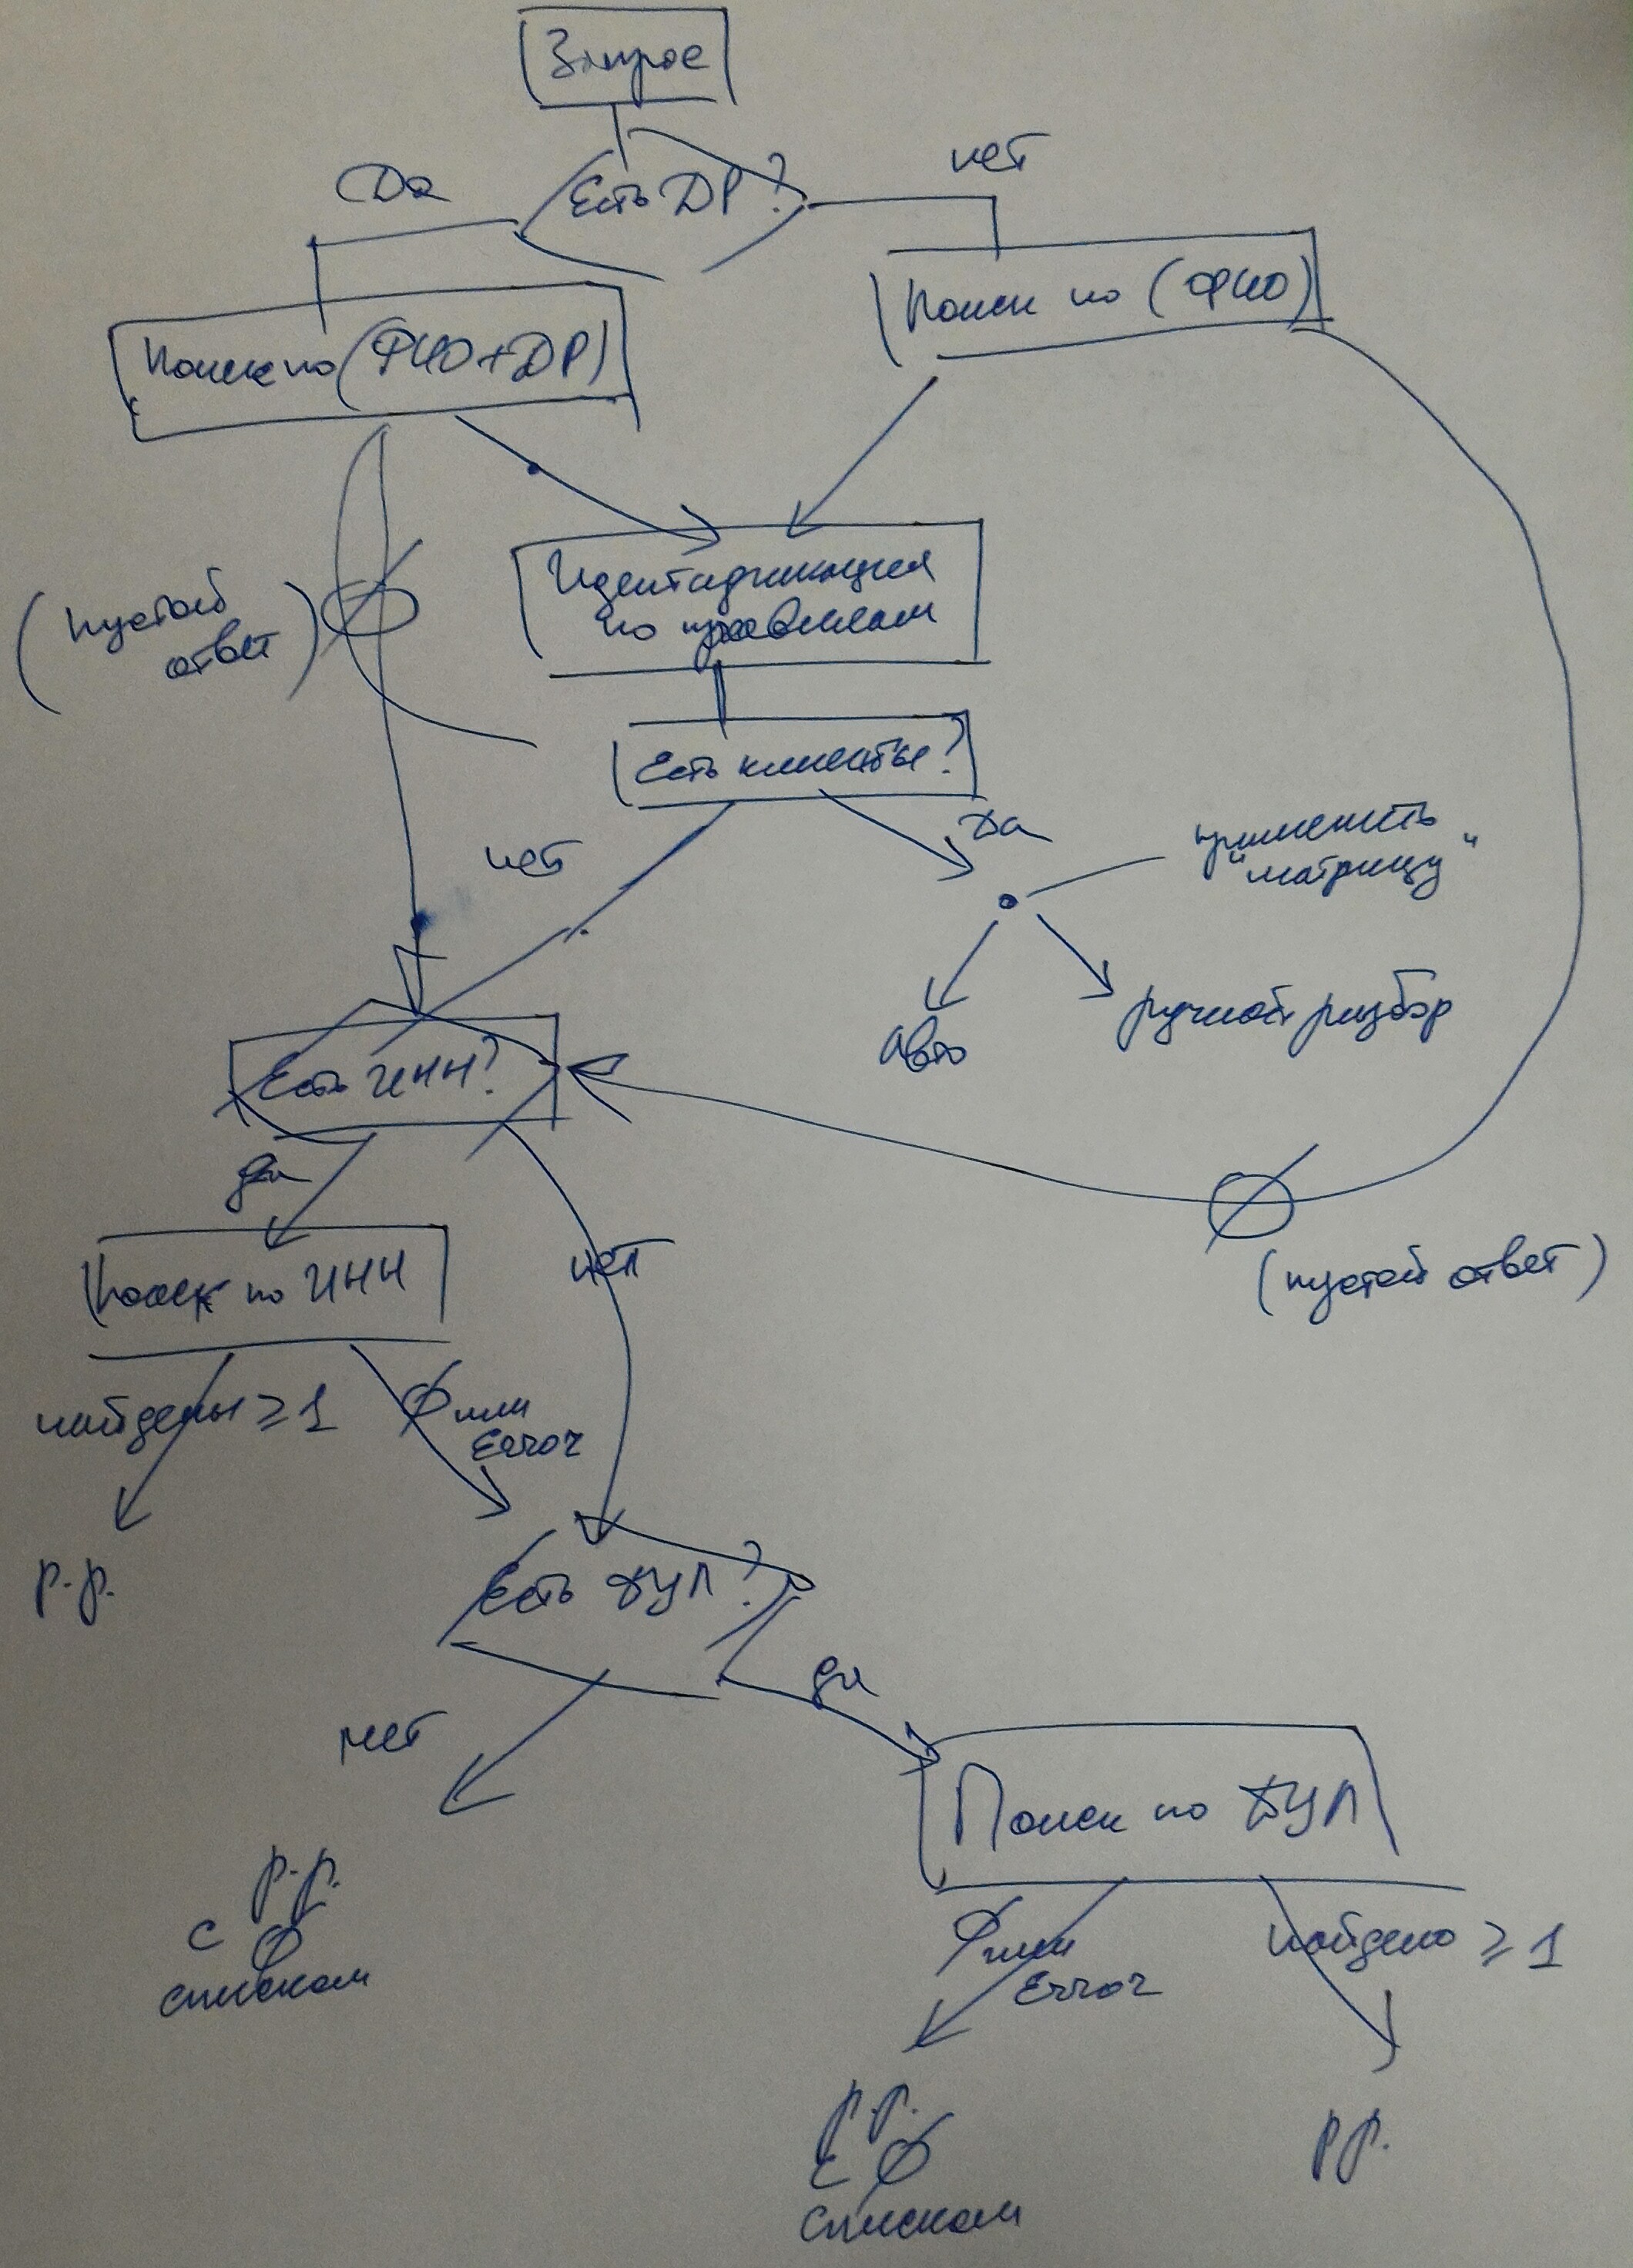 Запрос
Есть ДР?
Да
нет
Поиск по (ФИО)
Поиск по (ФИО+ДР)
Идентификация
по правилам
(пустой
ответ)
Есть клиенты?
нет
да
применить
"матрицу"
авто
ручной разбор
Есть ИНН?
да
нет
(пустой ответ)
Поиск по ИНН
найдены ≥ 1
∅ или
Error
р.р.
Есть ДУЛ?
нет
да
Поиск по ДУЛ
р.р.
с ∅
списком
∅ или
Error
найдено ≥ 1
р.р.
с ∅
списком
р.р.